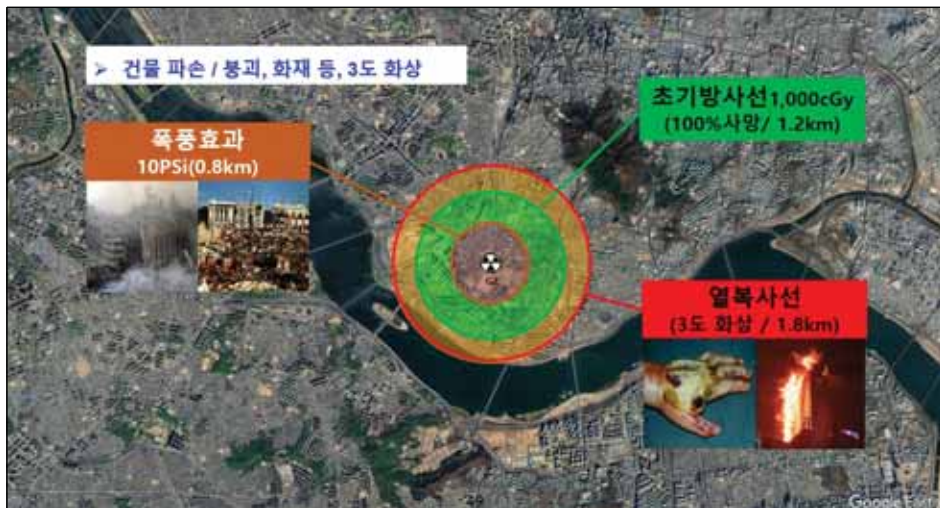 ➢ 건물 파손 / 붕괴, 화재 등, 3도 화상
초기방사선1,000cGy
(100%사망/ 1.2km)
폭풍효과
10PSi(0.8km)
열복사선
(3도 화상 / 1.8km)
Google Earth